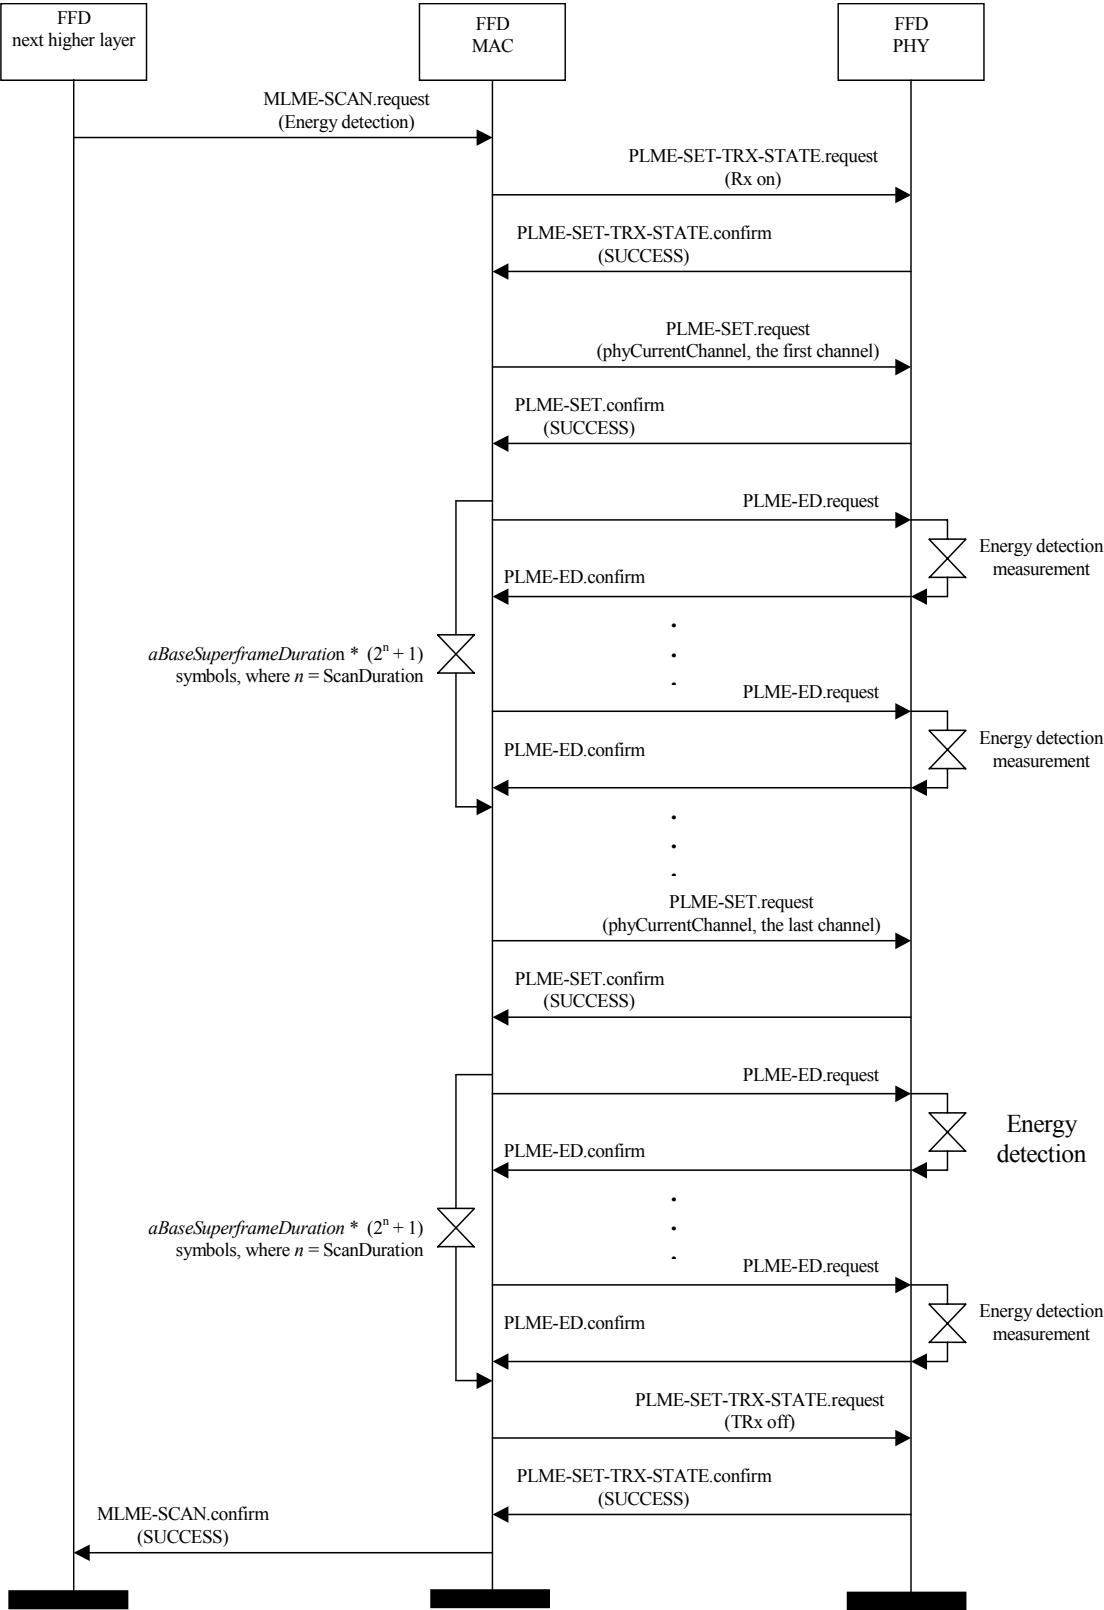 FFD
next higher layer
FFD
MAC
FFD
PHY
MLME-SCAN.request
(Energy detection)
PLME-SET-TRX-STATE.request
(Rx on)
PLME-SET-TRX-STATE.confirm
(SUCCESS)
PLME-SET.request
(phyCurrentChannel, the first channel)
PLME-SET.confirm
(SUCCESS)
PLME-ED.request
Energy detection
measurement
PLME-ED.confirm
aBaseSuperframeDuration * (2ⁿ + 1)
symbols, where n = ScanDuration
PLME-ED.request
Energy detection
measurement
PLME-ED.confirm
PLME-SET.request
(phyCurrentChannel, the last channel)
PLME-SET.confirm
(SUCCESS)
PLME-ED.request
Energy
detection
PLME-ED.confirm
aBaseSuperframeDuration * (2ⁿ + 1)
symbols, where n = ScanDuration
PLME-ED.request
Energy detection
measurement
PLME-ED.confirm
PLME-SET-TRX-STATE.request
(TRx off)
PLME-SET-TRX-STATE.confirm
(SUCCESS)
MLME-SCAN.confirm
(SUCCESS)